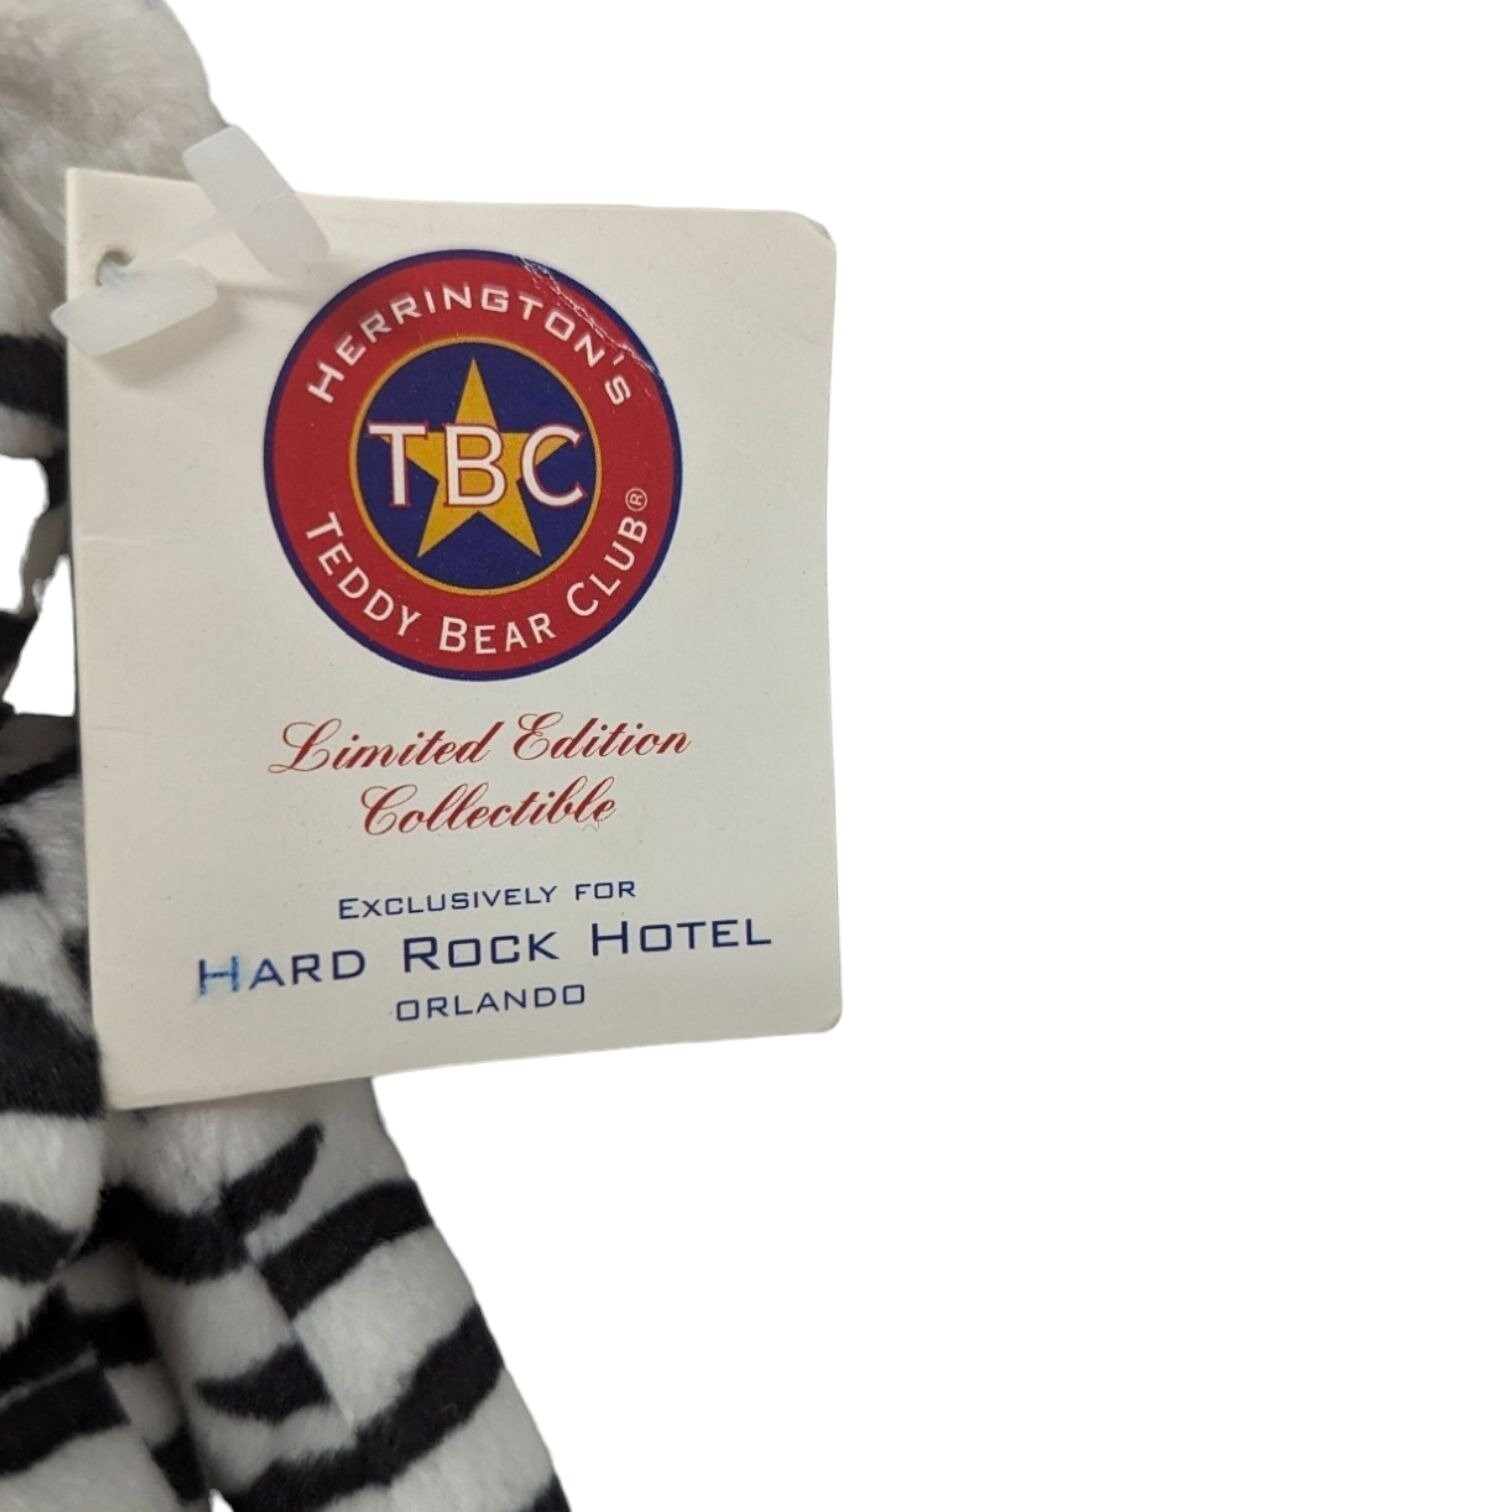 HERRINGTON'S
TBC
TEDDY BEAR CLUB®
Limited Edition
Collectible
EXCLUSIVELY FOR
HARD ROCK HOTEL
ORLANDO